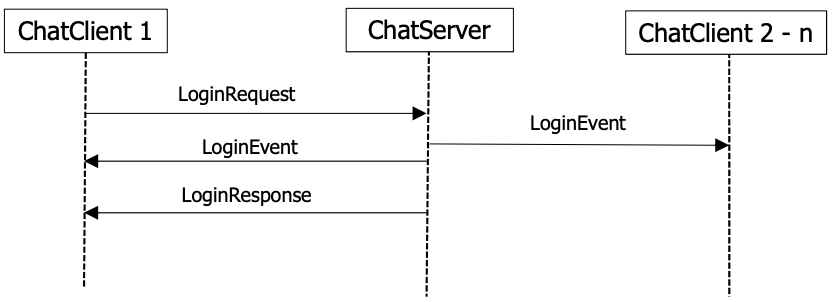 ChatClient 1
ChatServer
ChatClient 2 - n
LoginRequest
LoginEvent
LoginEvent
LoginResponse